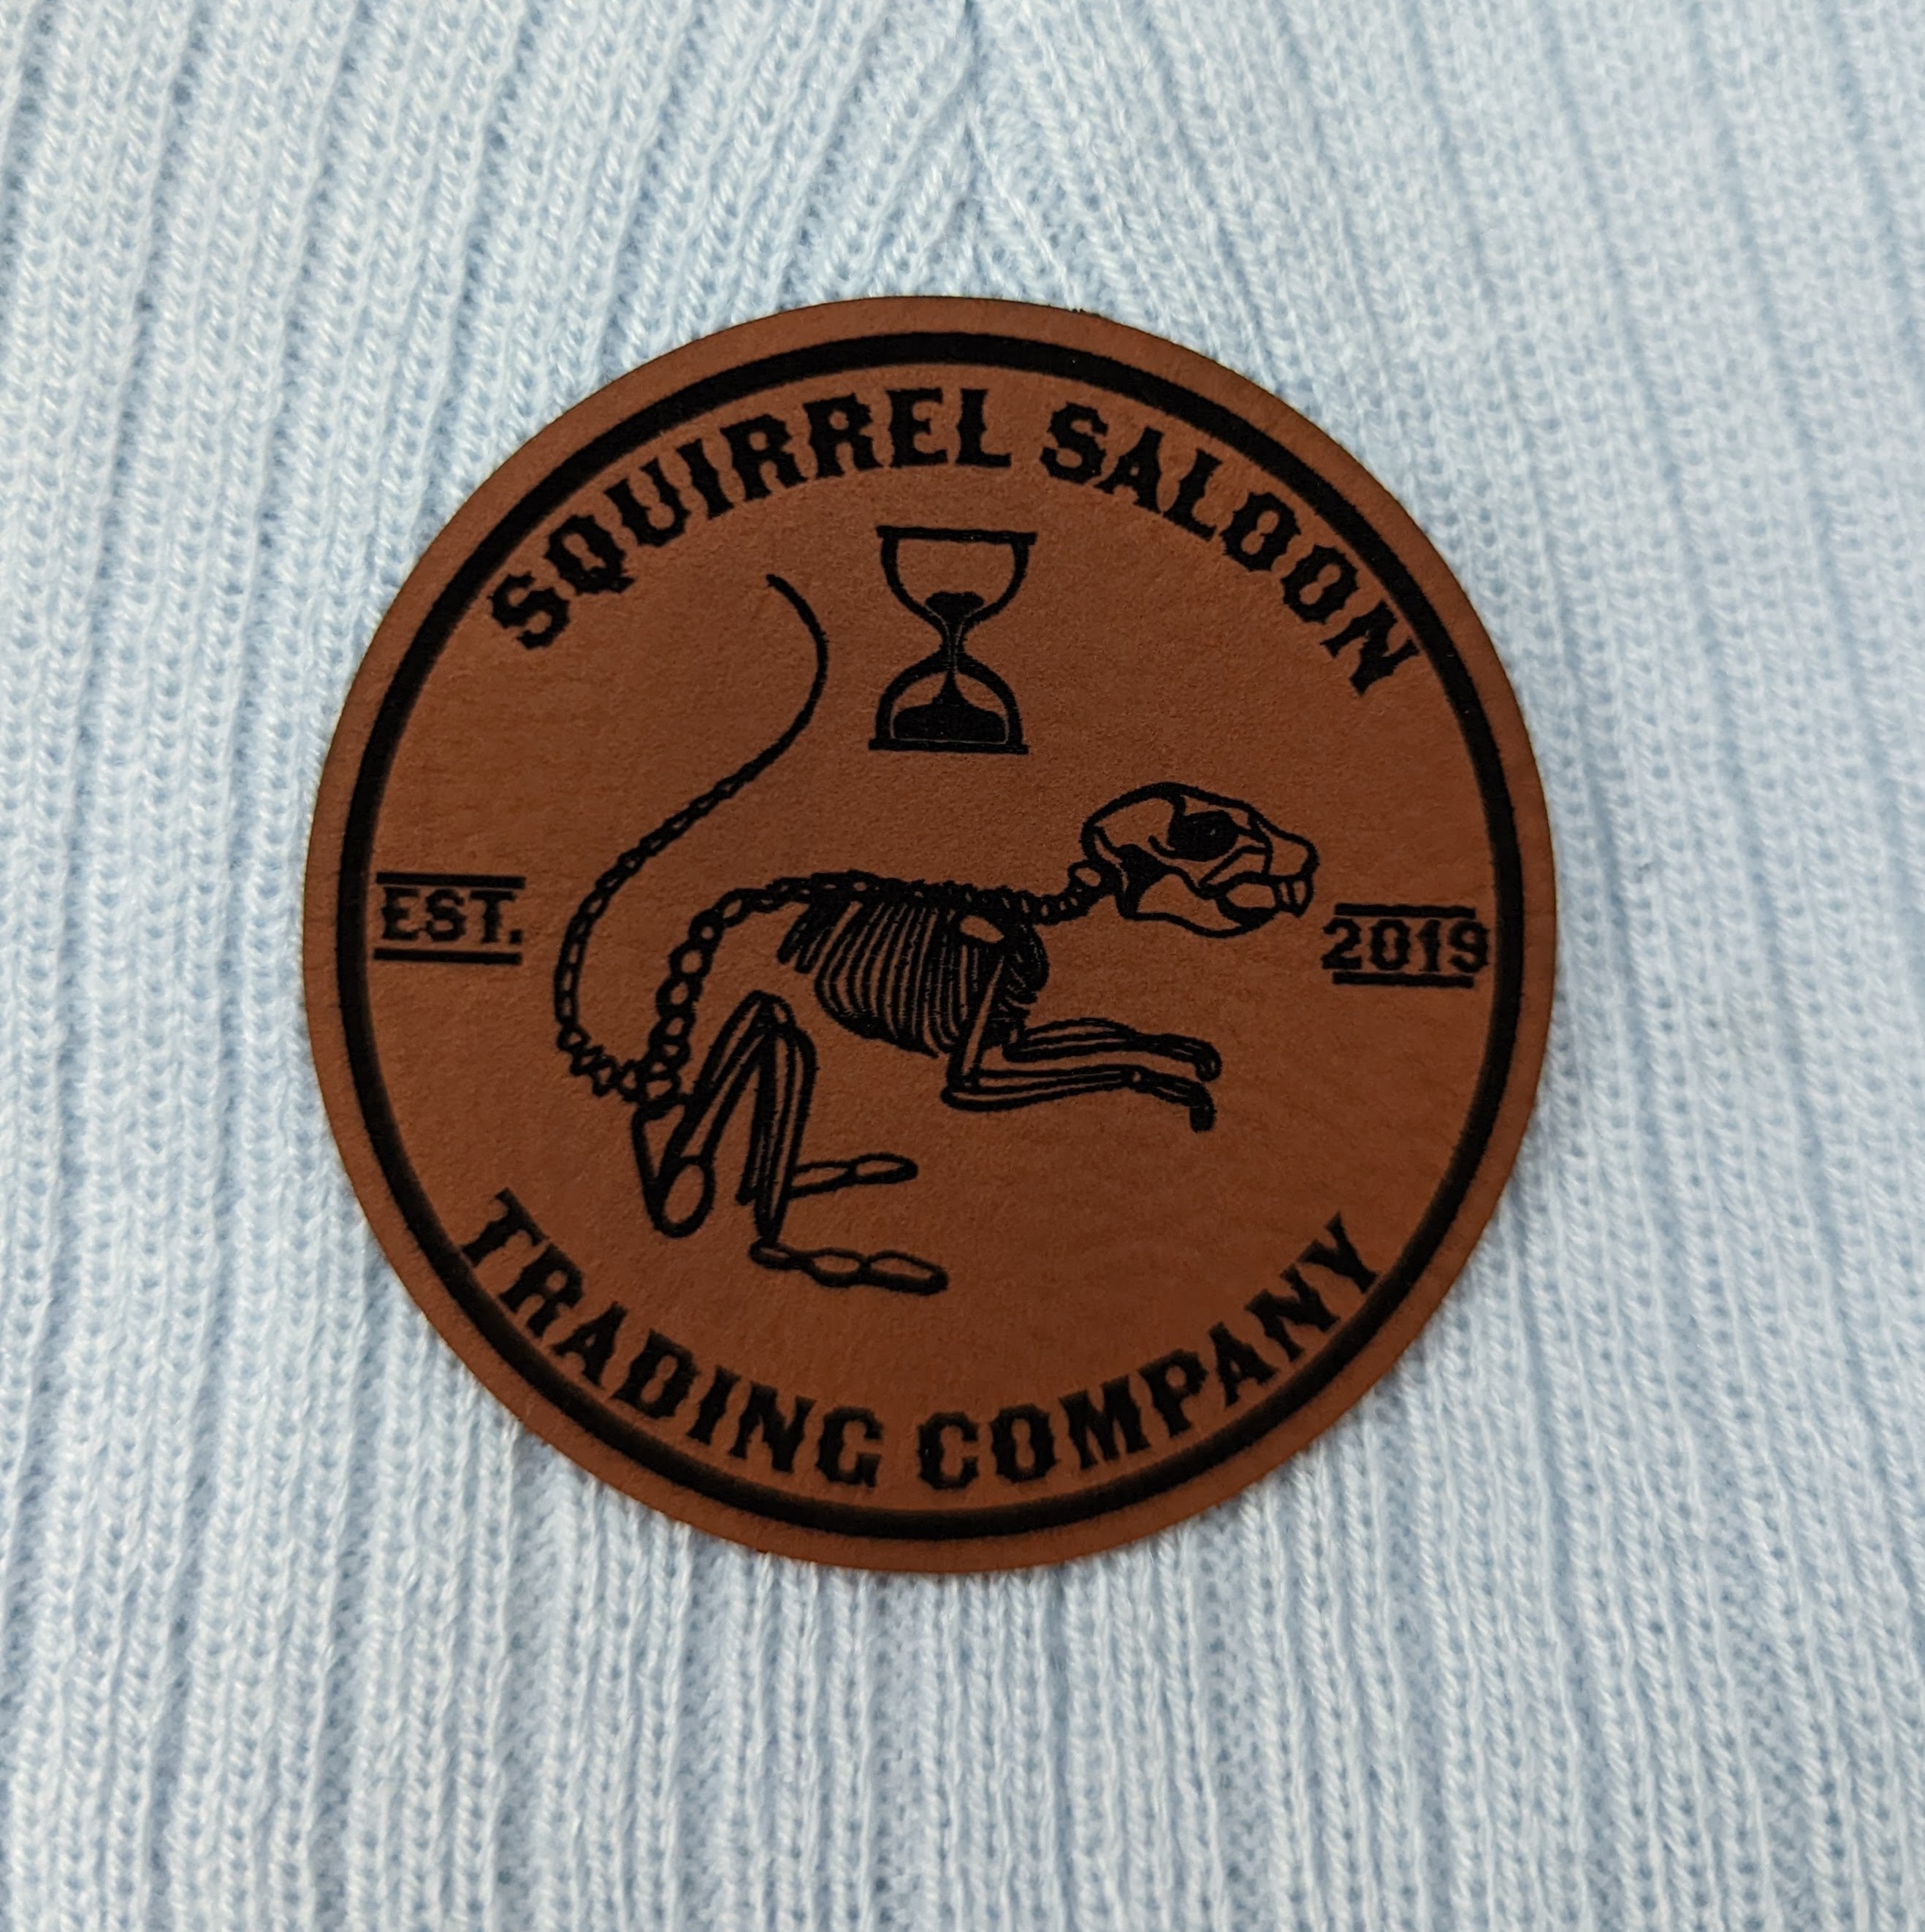 SQUIRREL SALOON
EST.
2019
TRADING COMPANY